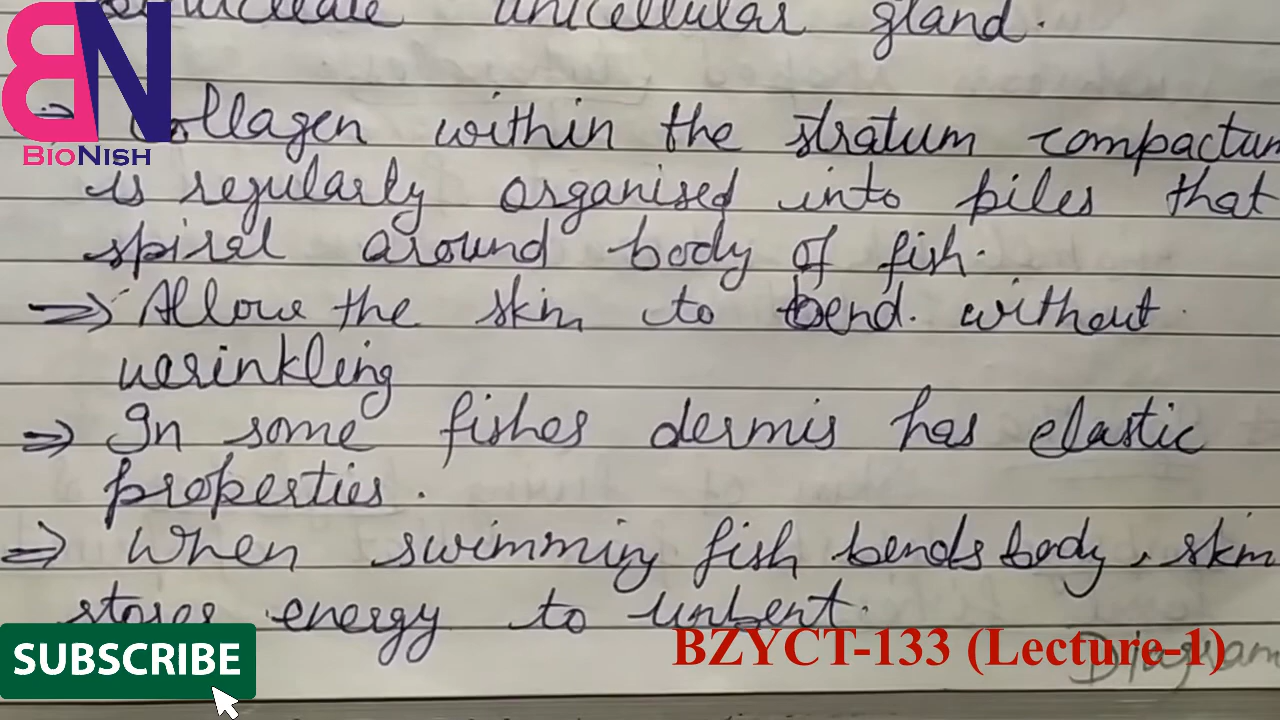 unicellular gland.
BN
BIONISH
⇒ Collagen within the stratum compactum
is regularly organised into piles that
spiral around body of fish.
⇒ Allow the skin to bend without
wrinkling
⇒ In some fishes dermis has elastic
properties.
⇒ When swimming fish bends body, skin
stores energy to unbent.
SUBSCRIBE
BZYCT-133 (Lecture-1)
Diagram